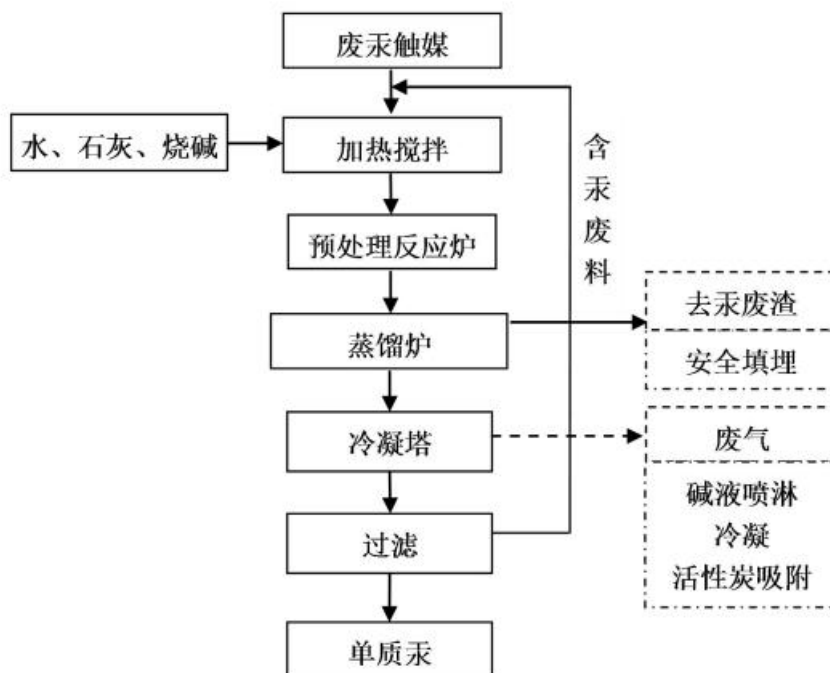 废汞触媒
水、石灰、烧碱
加热搅拌
含汞废料
预处理反应炉
蒸馏炉
去汞废渣
安全填埋
冷凝塔
废气
碱液喷淋
冷凝
活性炭吸附
过滤
单质汞